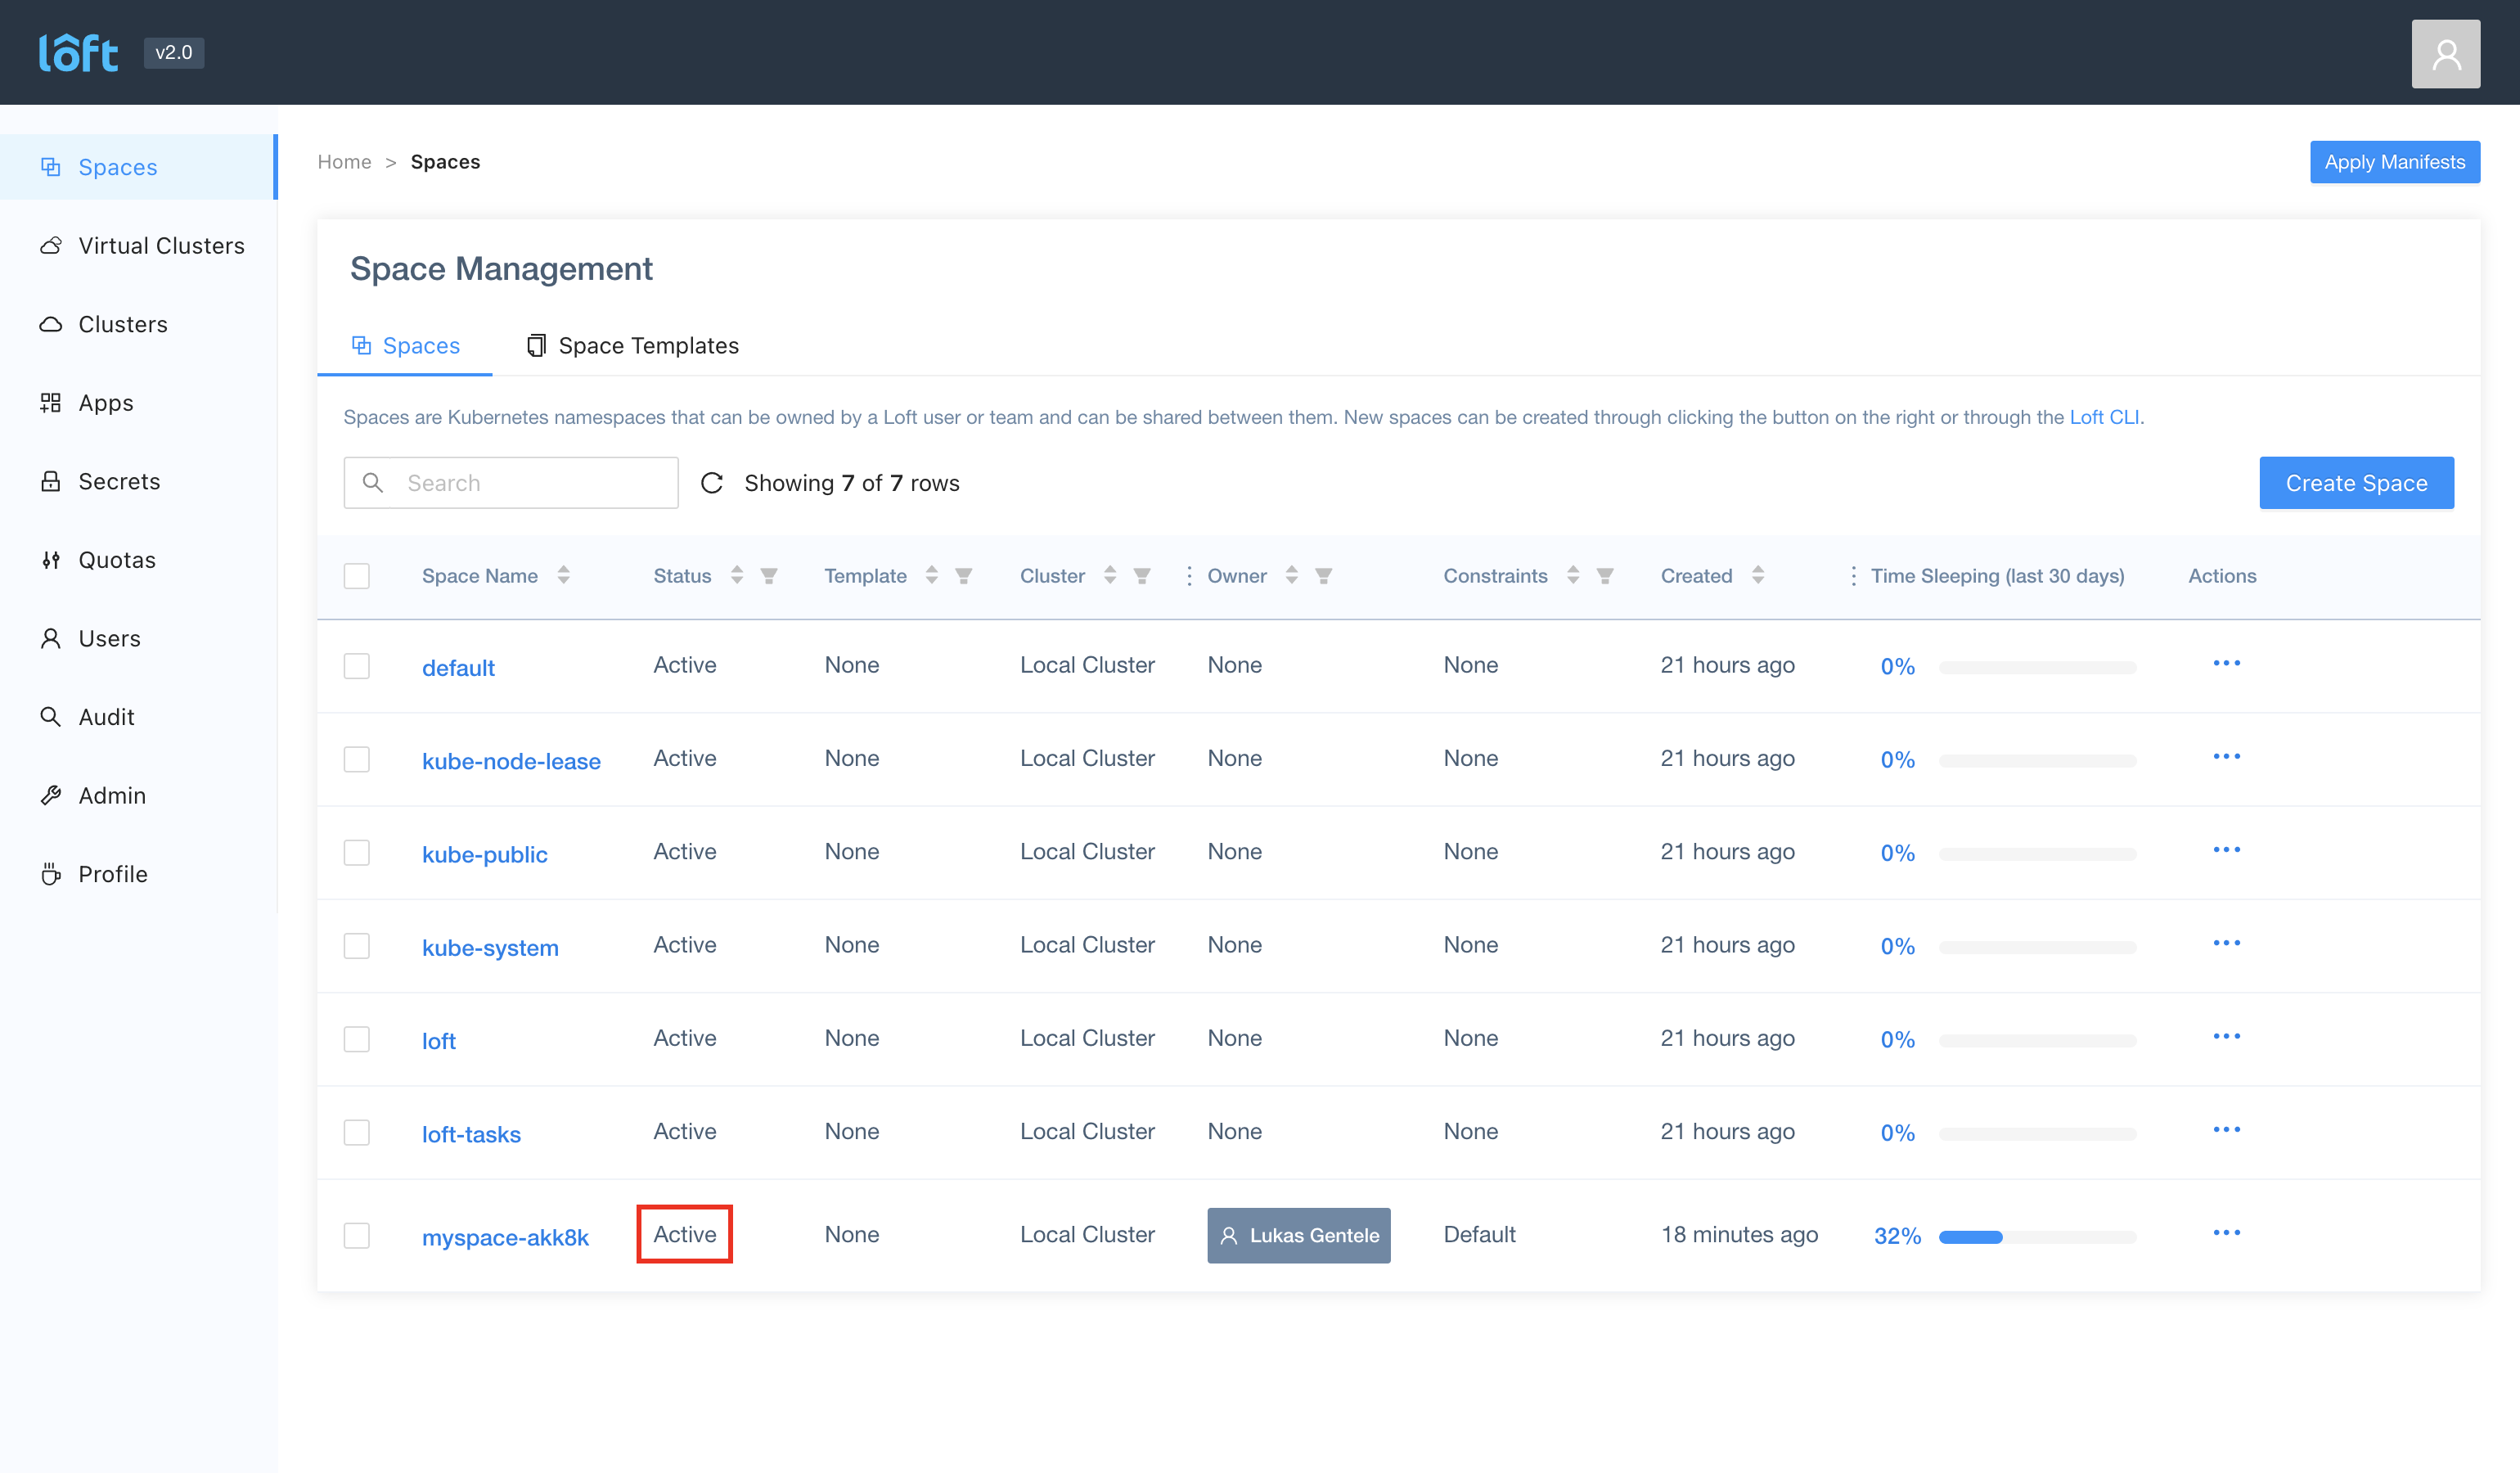 lôft v2.0
Spaces
Virtual Clusters
Clusters
Apps
Secrets
Quotas
Users
Audit
Admin
Profile
Home > Spaces
Apply Manifests
Space Management
Spaces Space Templates
Spaces are Kubernetes namespaces that can be owned by a Loft user or team and can be shared between them. New spaces can be created through clicking the button on the right or through the Loft CLI.
Search Showing 7 of 7 rows Create Space
Space Name Status Template Cluster Owner Constraints Created Time Sleeping (last 30 days) Actions
default Active None Local Cluster None None 21 hours ago 0%
kube-node-lease Active None Local Cluster None None 21 hours ago 0%
kube-public Active None Local Cluster None None 21 hours ago 0%
kube-system Active None Local Cluster None None 21 hours ago 0%
loft Active None Local Cluster None None 21 hours ago 0%
loft-tasks Active None Local Cluster None None 21 hours ago 0%
myspace-akk8k Active None Local Cluster Lukas Gentele Default 18 minutes ago 32%